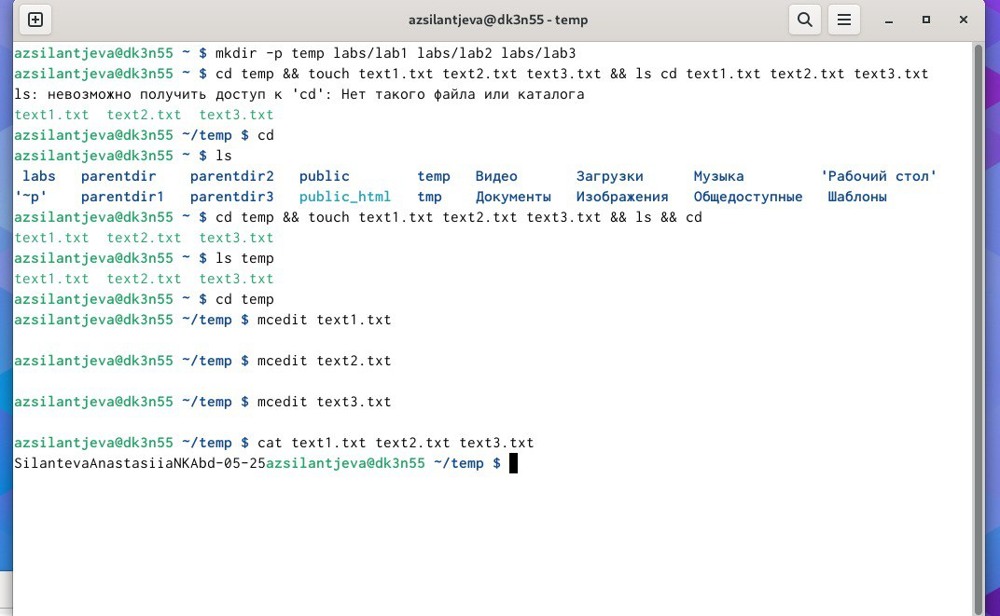 azsilantjeva@dk3n55 - temp
azsilantjeva@dk3n55 ~ $ mkdir -p temp labs/lab1 labs/lab2 labs/lab3
azsilantjeva@dk3n55 ~ $ cd temp && touch text1.txt text2.txt text3.txt && ls cd text1.txt text2.txt text3.txt
ls: невозможно получить доступ к 'cd': Нет такого файла или каталога
text1.txt  text2.txt  text3.txt
azsilantjeva@dk3n55 ~/temp $ cd
azsilantjeva@dk3n55 ~ $ ls
labs   parentdir    parentdir2   public        temp   Видео       Загрузки      Музыка         'Рабочий стол'
'~p'    parentdir1   parentdir3   public_html   tmp    Документы   Изображения   Общедоступные   Шаблоны
azsilantjeva@dk3n55 ~ $ cd temp && touch text1.txt text2.txt text3.txt && ls && cd
text1.txt  text2.txt  text3.txt
azsilantjeva@dk3n55 ~ $ ls temp
text1.txt  text2.txt  text3.txt
azsilantjeva@dk3n55 ~ $ cd temp
azsilantjeva@dk3n55 ~/temp $ mcedit text1.txt
azsilantjeva@dk3n55 ~/temp $ mcedit text2.txt
azsilantjeva@dk3n55 ~/temp $ mcedit text3.txt
azsilantjeva@dk3n55 ~/temp $ cat text1.txt text2.txt text3.txt
SilantevaAnastasiiaNKAbd-05-25azsilantjeva@dk3n55 ~/temp $